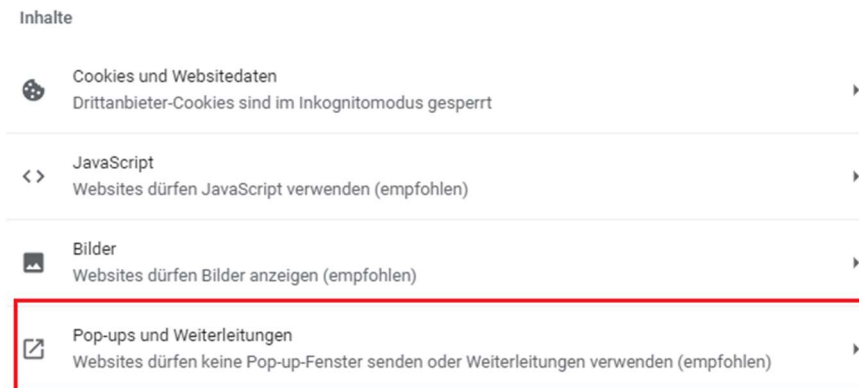 Inhalte
Cookies und Websitedaten
Drittanbieter-Cookies sind im Inkognitomodus gesperrt
JavaScript
Websites dürfen JavaScript verwenden (empfohlen)
Bilder
Websites dürfen Bilder anzeigen (empfohlen)
Pop-ups und Weiterleitungen
Websites dürfen keine Pop-up-Fenster senden oder Weiterleitungen verwenden (empfohlen)